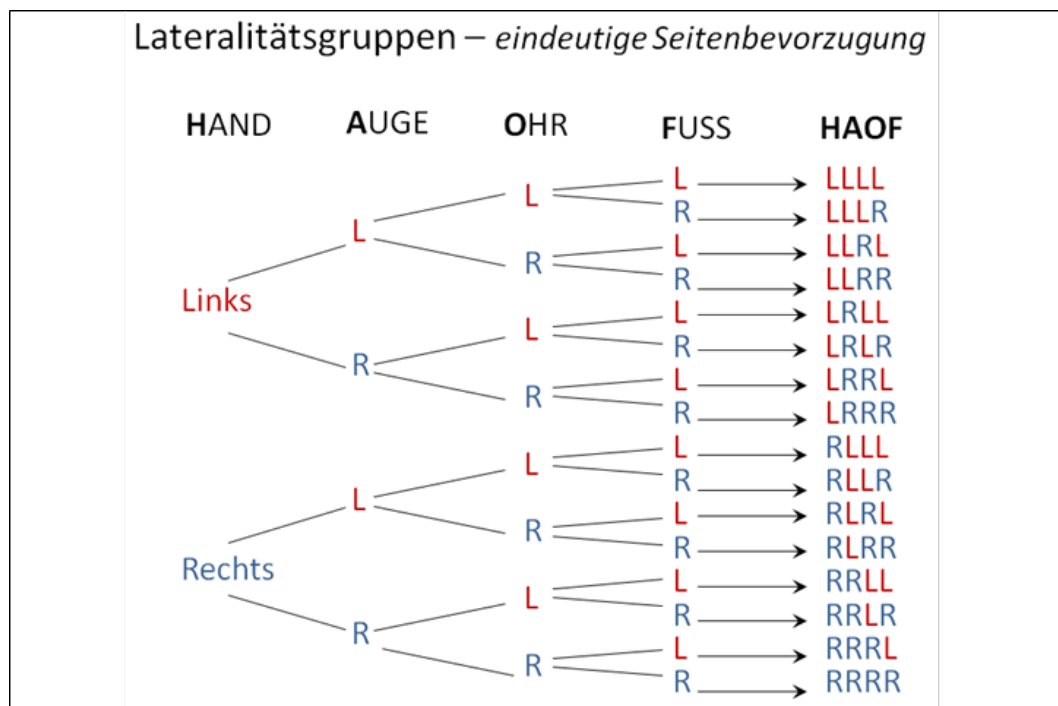 Lateralitätsgruppen – eindeutige Seitenbevorzugung
HAND AUGE OHR FUSS HAOF
L LLLL
L
R LLLR
L
L LLRL
R
R LLRR
Links
L LRLL
L
R LRLR
R
L LRRL
R
R LRRR
L RLLL
L
R RLLR
L
L RLRL
R
R RLRR
Rechts
L RRLL
L
R RRLR
R
L RRRL
R
R RRRR